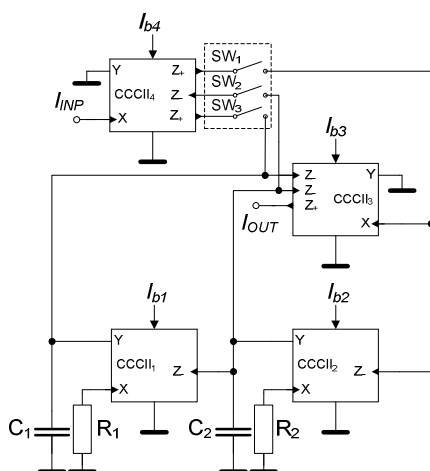 Ib4
Y
Z+
SW1
CCCII4
Z-
SW2
IINP
X
Z+
SW3
Ib3
Z-
Y
Z-
CCCII3
Z+
X
IOUT
Ib1
Ib2
Y
Y
CCCII1
Z-
CCCII2
Z-
X
X
C1
R1
C2
R2